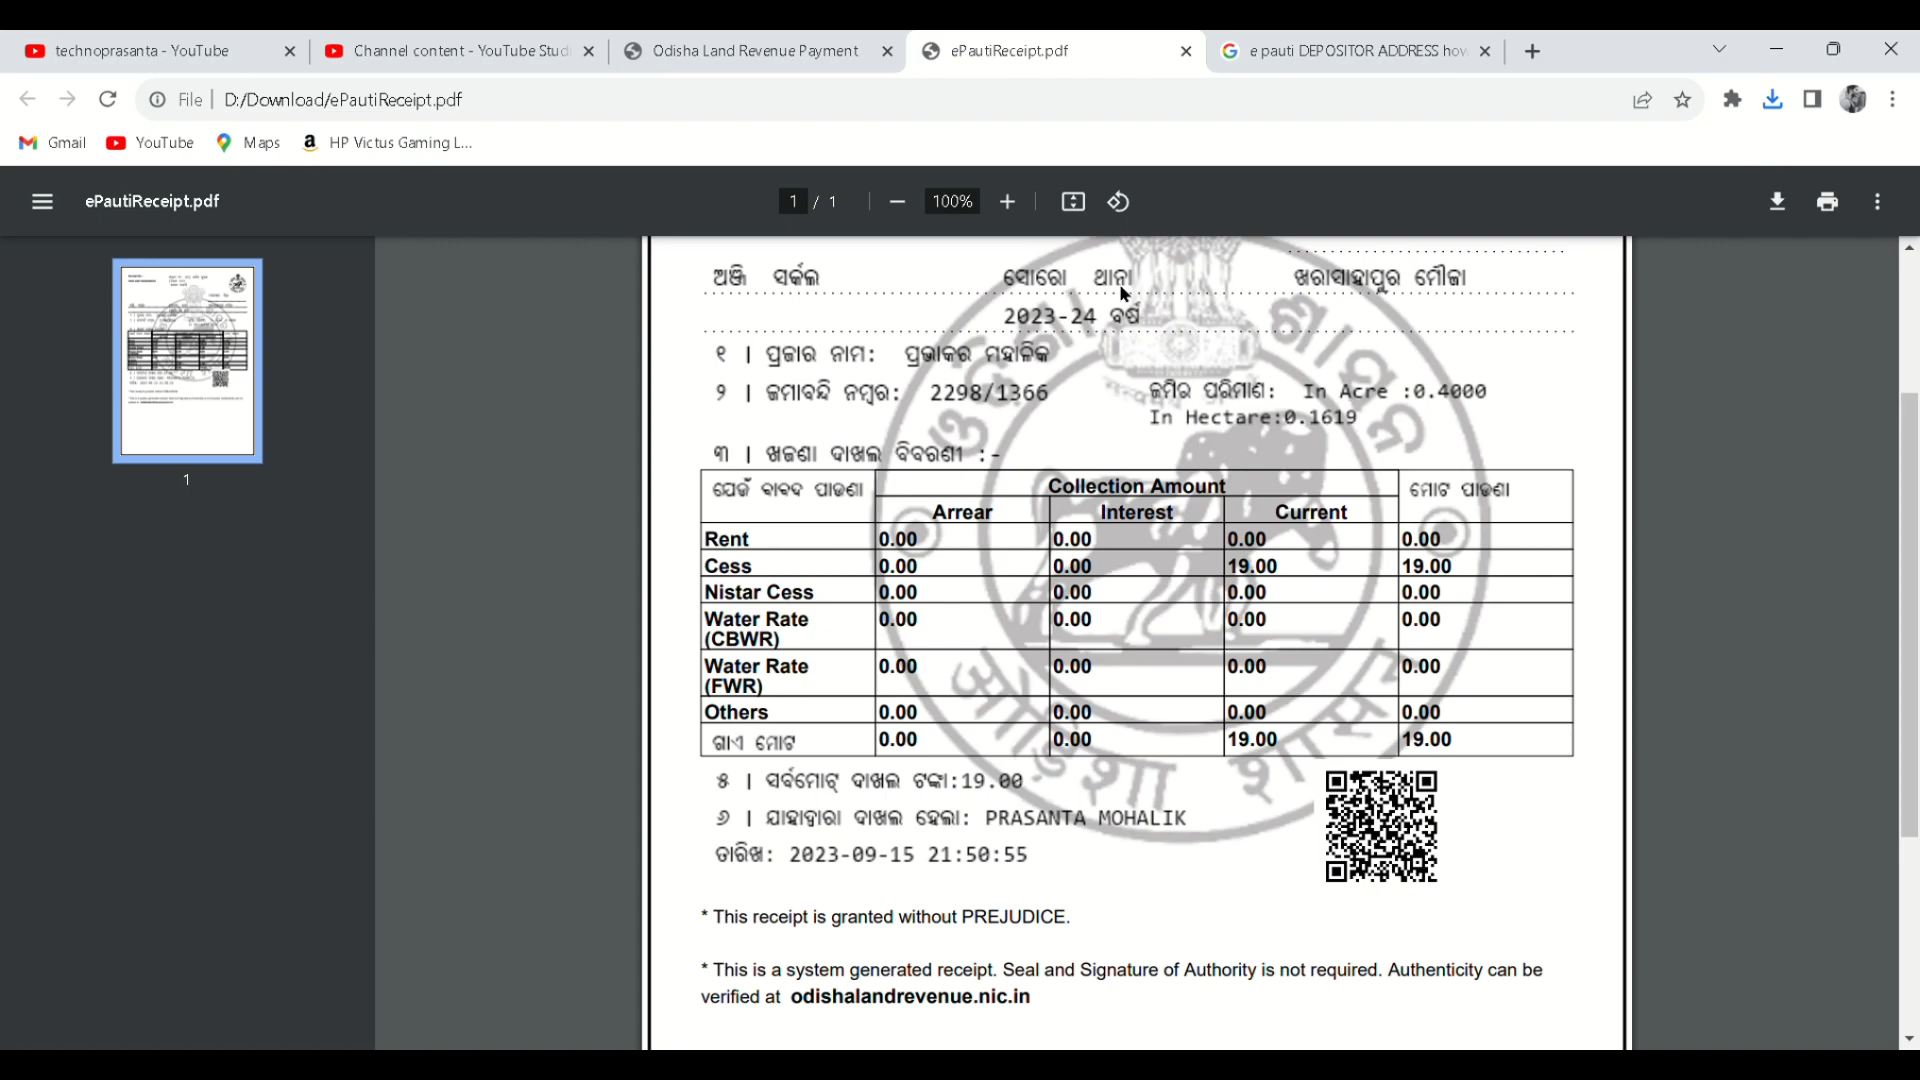 technoprasanta - YouTube
Channel content - YouTube Stud
Odisha Land Revenue Payment
ePautiReceipt.pdf
e pauti DEPOSITOR ADDRESS how
File
D:/Download/ePautiReceipt.pdf
Gmail
YouTube
Maps
HP Victus Gaming L...
ePautiReceipt.pdf
1 / 1
100%
1
ଅଞ୍ଜି ସର୍କଲ ସୋରୋ ଥାନା ଖରାସାହାପୁର ମୌଜା
2023-24 ବର୍ଷ
୧ | ପ୍ରଜାର ନାମ: ପ୍ରଭାକର ମହାଳିକ
୨ | ଜମାବନ୍ଦି ନମ୍ବର: 2298/1366 ଜମିର ପରିମାଣ: In Acre :0.4000
In Hectare:0.1619
୩ | ଖଜଣା ଦାଖଲ ବିବରଣୀ :-
ଯେଉଁ ବାବଦ ପାଉଣା Collection Amount ମୋଟ ପାଉଣା
Arrear Interest Current
Rent 0.00 0.00 0.00 0.00
Cess 0.00 0.00 19.00 19.00
Nistar Cess 0.00 0.00 0.00 0.00
Water Rate 0.00 0.00 0.00 0.00
(CBWR)
Water Rate 0.00 0.00 0.00 0.00
(FWR)
Others 0.00 0.00 0.00 0.00
ଗାଏ ମୋଟ 0.00 0.00 19.00 19.00
୫ | ସର୍ବମୋଟ୍ ଦାଖଲ ଟଙ୍କା:19.00
୬ | ଯାହାଦ୍ୱାରା ଦାଖଲ ହେଲା: PRASANTA MOHALIK
ତାରିଖ: 2023-09-15 21:50:55
* This receipt is granted without PREJUDICE.
* This is a system generated receipt. Seal and Signature of Authority is not required. Authenticity can be
verified at odishalandrevenue.nic.in